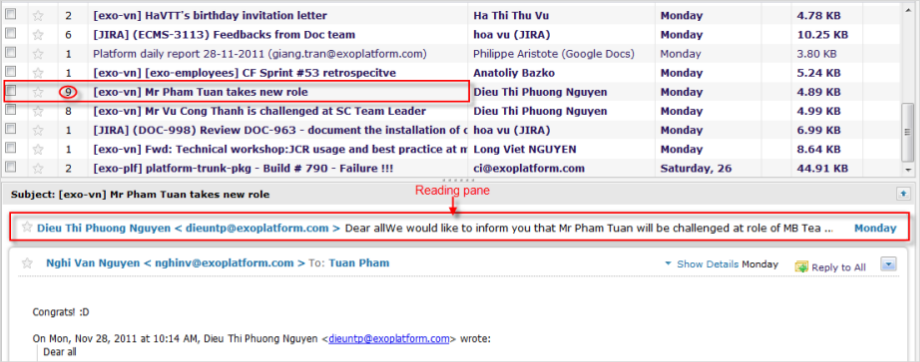 2 [exo-vn] HaVTT's birthday invitation letter Ha Thi Thu Vu Monday 4.78 KB
6 [JIRA] (ECMS-3113) Feedbacks from Doc team hoa vu (JIRA) Monday 10.25 KB
1 Platform daily report 28-11-2011 (giang.tran@exoplatform.com) Philippe Aristote (Google Docs) Monday 3.80 KB
1 [exo-vn] [exo-employees] CF Sprint #53 retrospecitve Anatoliy Bazko Monday 5.24 KB
9 [exo-vn] Mr Pham Tuan takes new role Dieu Thi Phuong Nguyen Monday 4.89 KB
8 [exo-vn] Mr Vu Cong Thanh is challenged at SC Team Leader Dieu Thi Phuong Nguyen Monday 4.99 KB
1 [JIRA] (DOC-998) Review DOC-963 - document the installation of c hoa vu (JIRA) Monday 6.99 KB
1 [exo-vn] Fwd: Technical workshop:JCR usage and best practice at m Long Viet NGUYEN Monday 8.64 KB
2 [exo-plf] platform-trunk-pkg - Build # 790 - Failure !!! ci@exoplatform.com Saturday, 26 44.91 KB
Subject: [exo-vn] Mr Pham Tuan takes new role
Reading pane
Dieu Thi Phuong Nguyen < dieuntp@exoplatform.com > Dear allWe would like to inform you that Mr Pham Tuan will be challenged at role of MB Tea ... Monday
Nghi Van Nguyen < nghinv@exoplatform.com > To: Tuan Pham Show Details Monday Reply to All
Congrats! :D
On Mon, Nov 28, 2011 at 10:14 AM, Dieu Thi Phuong Nguyen <dieuntp@exoplatform.com> wrote:
Dear all